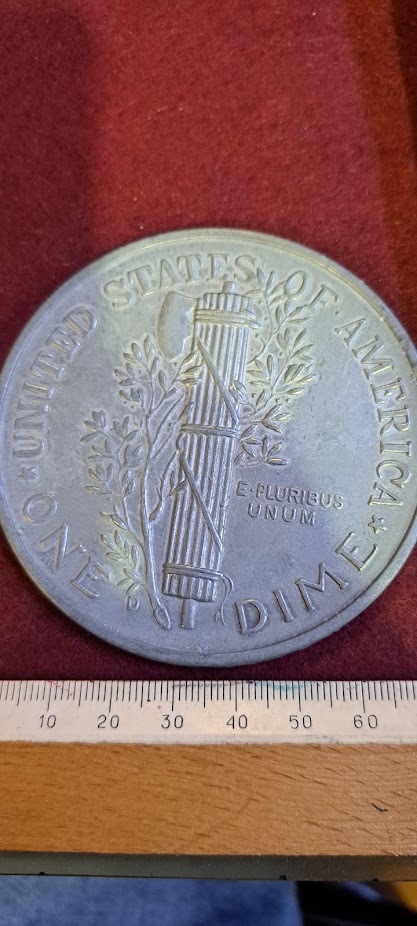 UNITED STATES OF AMERICA
E·PLURIBUS
UNUM
ONE DIME
D
10 20 30 40 50 60